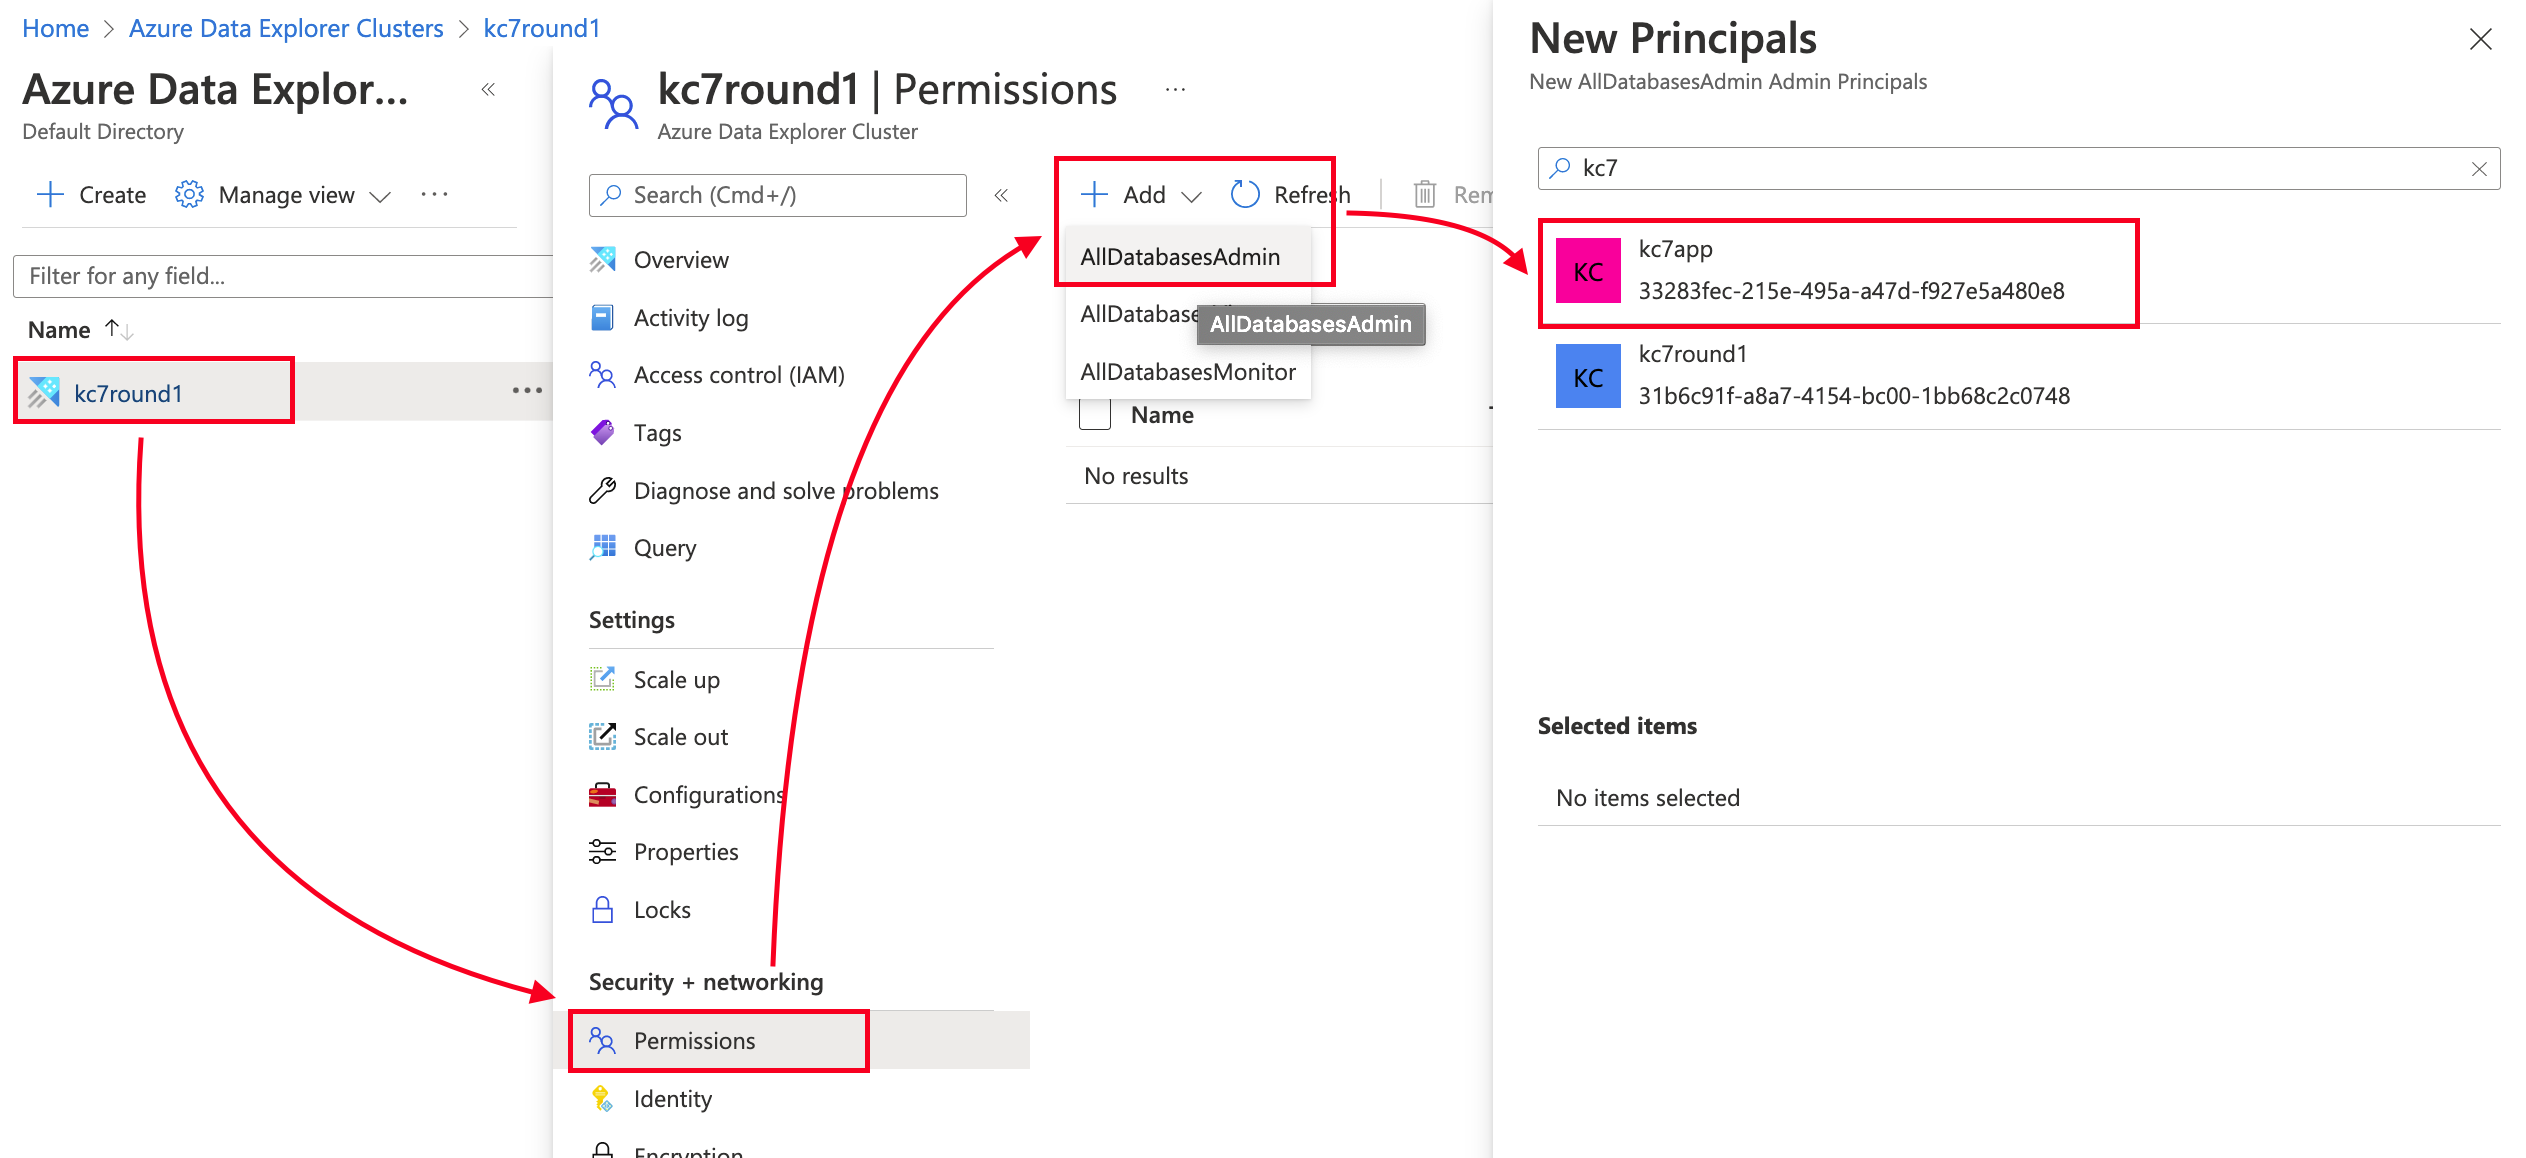 Home > Azure Data Explorer Clusters > kc7round1
Azure Data Explor...
Default Directory
Create
Manage view
Filter for any field...
Name
kc7round1
kc7round1 | Permissions
Azure Data Explorer Cluster
Search (Cmd+/)
Overview
Activity log
Access control (IAM)
Tags
Diagnose and solve problems
Query
Settings
Scale up
Scale out
Configurations
Properties
Locks
Security + networking
Permissions
Identity
Encryption
Add
Refresh
Rem
AllDatabasesAdmin
AllDatabase
AllDatabasesAdmin
AllDatabasesMonitor
Name
No results
New Principals
New AllDatabasesAdmin Admin Principals
kc7
KC
kc7app
33283fec-215e-495a-a47d-f927e5a480e8
KC
kc7round1
31b6c91f-a8a7-4154-bc00-1bb68c2c0748
Selected items
No items selected